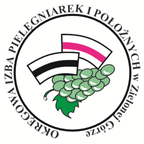 OKRĘGOWA IZBA PIELĘGNIAREK I POŁOŻNYCH w Zielonej Górze